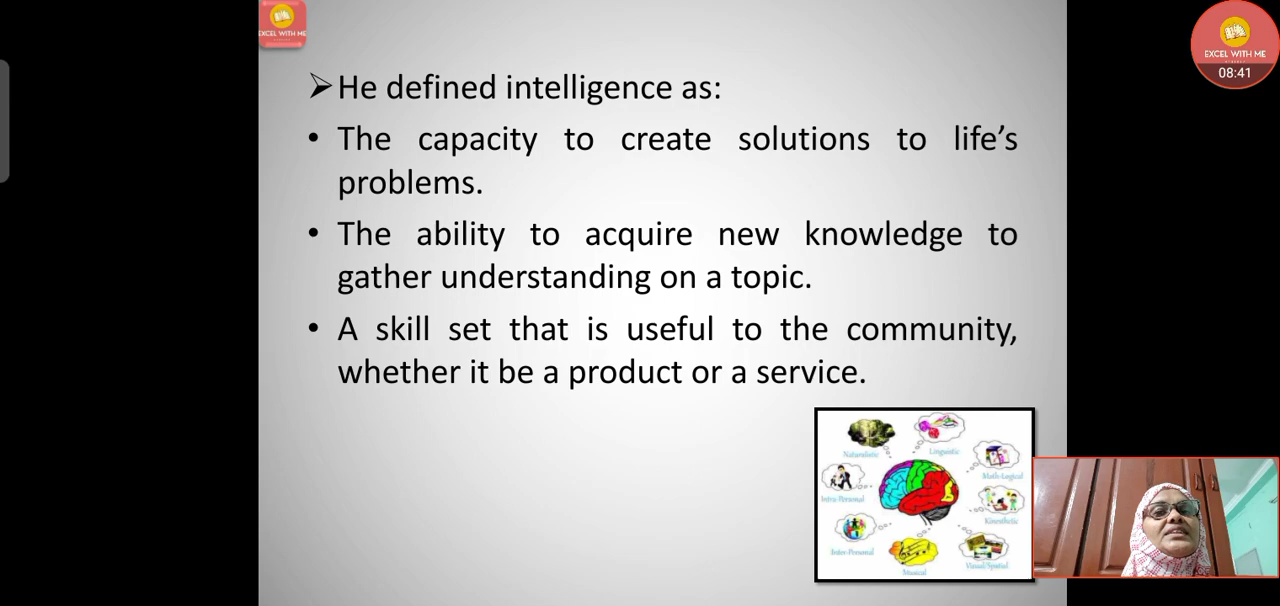 EXCEL WITH ME
EXCEL WITH ME
08:41
➢He defined intelligence as:
• The capacity to create solutions to life’s
problems.
• The ability to acquire new knowledge to
gather understanding on a topic.
• A skill set that is useful to the community,
whether it be a product or a service.
Naturalistic
Linguistic
Math-Logical
Intra-Personal
Kinesthetic
Inter-Personal
Musical
Visual/Spatial